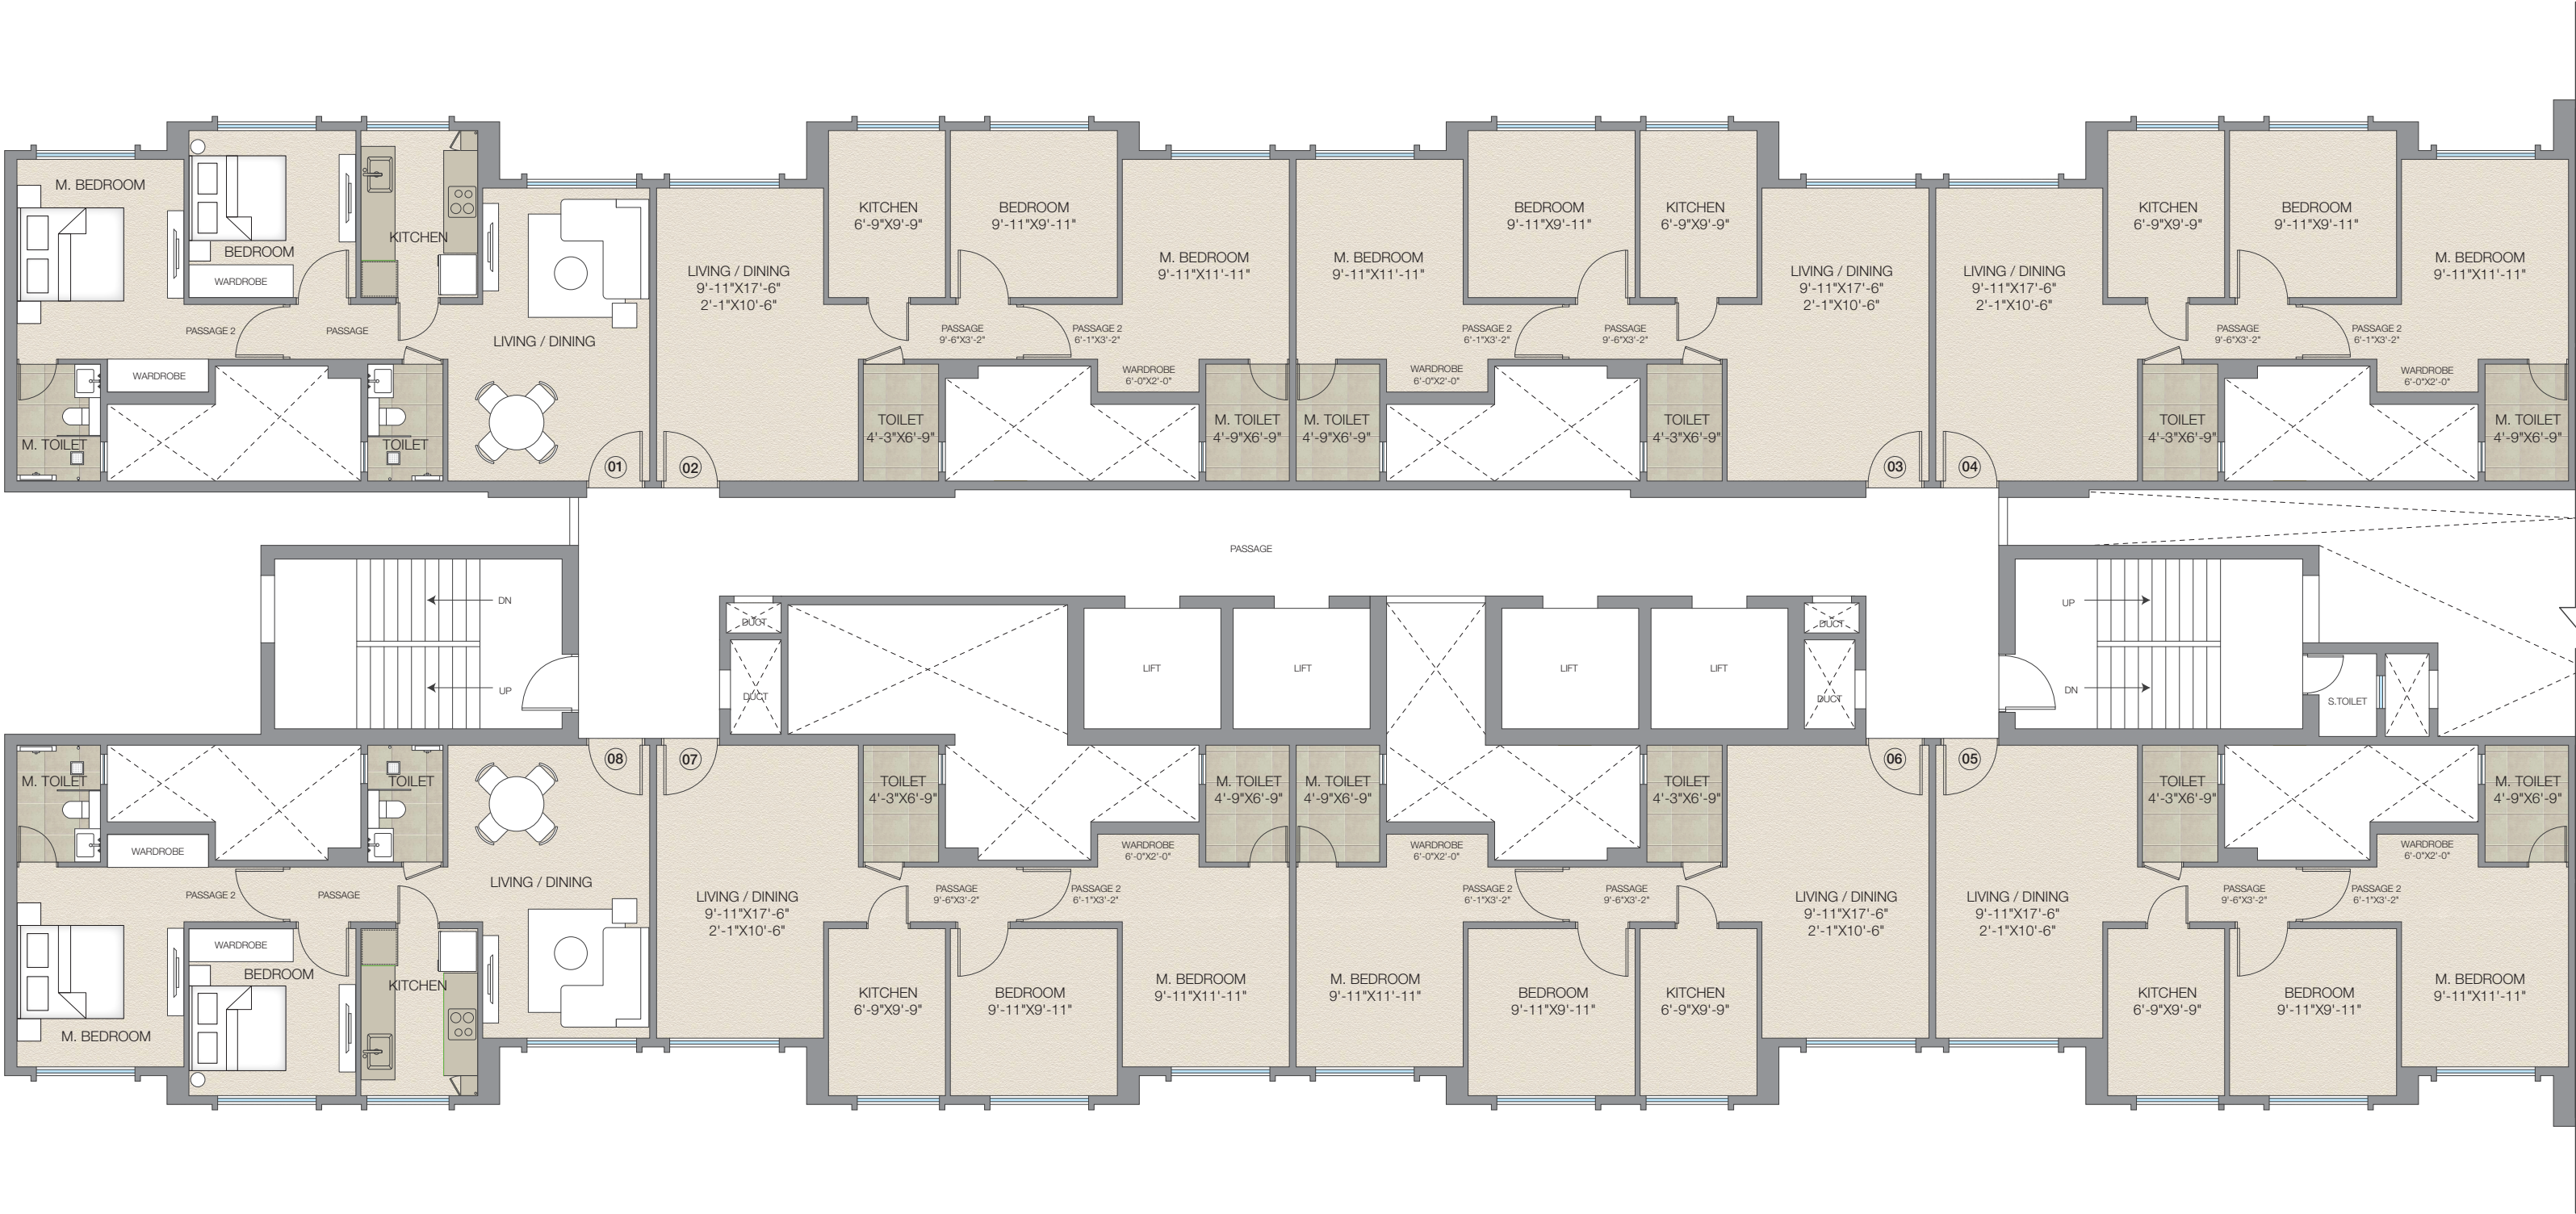 M. BEDROOM
BEDROOM
WARDROBE
KITCHEN
LIVING / DINING
PASSAGE 2
PASSAGE
WARDROBE
M. TOILET
TOILET
01
LIVING / DINING
9'-11"X17'-6"
2'-1"X10'-6"
KITCHEN
6'-9"X9'-9"
BEDROOM
9'-11"X9'-11"
M. BEDROOM
9'-11"X11'-11"
PASSAGE
9'-6"X3'-2"
PASSAGE 2
6'-1"X3'-2"
WARDROBE
6'-0"X2'-0"
TOILET
4'-3"X6'-9"
M. TOILET
4'-9"X6'-9"
02
M. BEDROOM
9'-11"X11'-11"
BEDROOM
9'-11"X9'-11"
KITCHEN
6'-9"X9'-9"
LIVING / DINING
9'-11"X17'-6"
2'-1"X10'-6"
PASSAGE 2
6'-1"X3'-2"
PASSAGE
9'-6"X3'-2"
WARDROBE
6'-0"X2'-0"
M. TOILET
4'-9"X6'-9"
TOILET
4'-3"X6'-9"
03
LIVING / DINING
9'-11"X17'-6"
2'-1"X10'-6"
KITCHEN
6'-9"X9'-9"
BEDROOM
9'-11"X9'-11"
M. BEDROOM
9'-11"X11'-11"
PASSAGE
9'-6"X3'-2"
PASSAGE 2
6'-1"X3'-2"
WARDROBE
6'-0"X2'-0"
TOILET
4'-3"X6'-9"
M. TOILET
4'-9"X6'-9"
04
PASSAGE
DN
UP
DUCT
DUCT
LIFT
LIFT
LIFT
LIFT
DUCT
DUCT
UP
DN
S.TOILET
M. TOILET
TOILET
08
WARDROBE
LIVING / DINING
PASSAGE 2
PASSAGE
WARDROBE
BEDROOM
KITCHEN
M. BEDROOM
07
TOILET
4'-3"X6'-9"
M. TOILET
4'-9"X6'-9"
WARDROBE
6'-0"X2'-0"
LIVING / DINING
9'-11"X17'-6"
2'-1"X10'-6"
PASSAGE
9'-6"X3'-2"
PASSAGE 2
6'-1"X3'-2"
KITCHEN
6'-9"X9'-9"
BEDROOM
9'-11"X9'-11"
M. BEDROOM
9'-11"X11'-11"
M. TOILET
4'-9"X6'-9"
TOILET
4'-3"X6'-9"
06
WARDROBE
6'-0"X2'-0"
PASSAGE 2
6'-1"X3'-2"
PASSAGE
9'-6"X3'-2"
LIVING / DINING
9'-11"X17'-6"
2'-1"X10'-6"
M. BEDROOM
9'-11"X11'-11"
BEDROOM
9'-11"X9'-11"
KITCHEN
6'-9"X9'-9"
05
TOILET
4'-3"X6'-9"
M. TOILET
4'-9"X6'-9"
WARDROBE
6'-0"X2'-0"
LIVING / DINING
9'-11"X17'-6"
2'-1"X10'-6"
PASSAGE
9'-6"X3'-2"
PASSAGE 2
6'-1"X3'-2"
KITCHEN
6'-9"X9'-9"
BEDROOM
9'-11"X9'-11"
M. BEDROOM
9'-11"X11'-11"